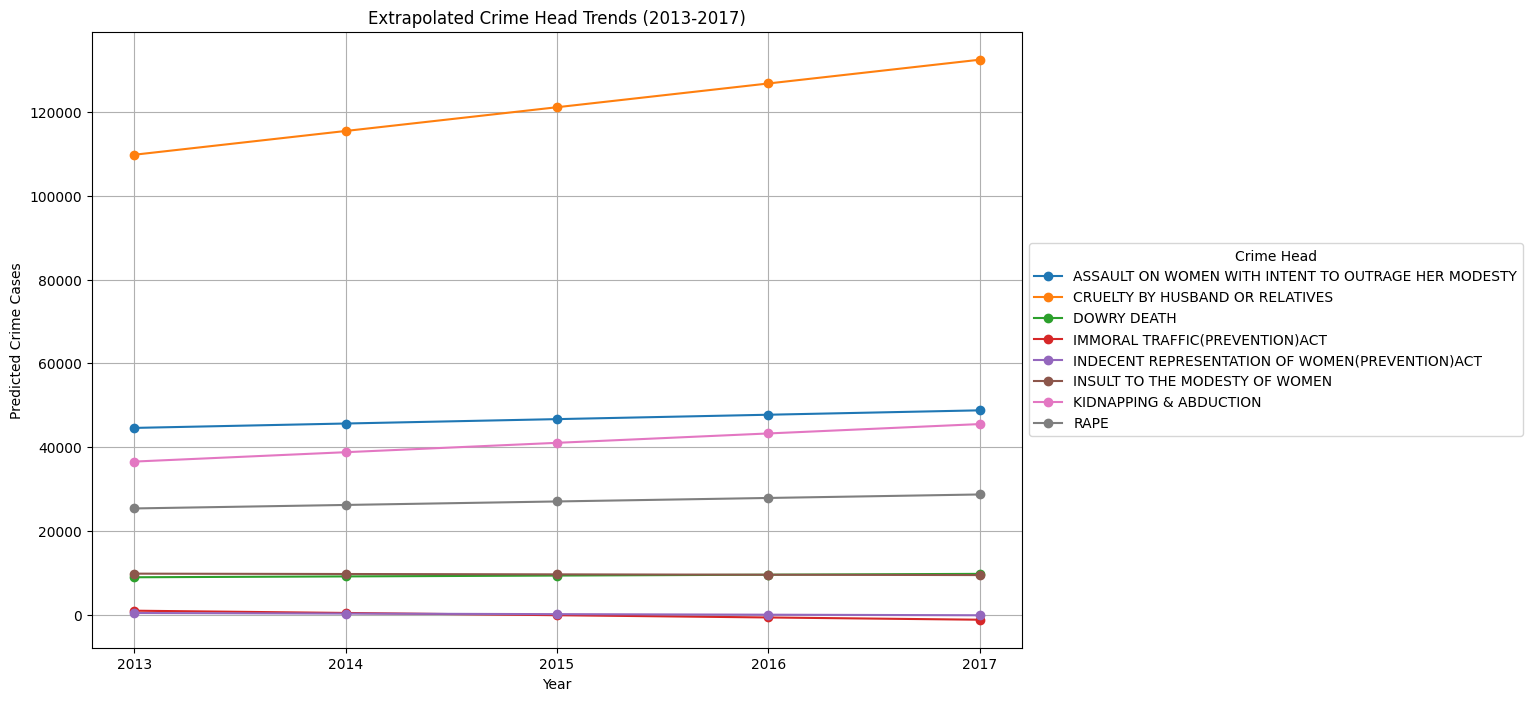 Extrapolated Crime Head Trends (2013-2017)
Predicted Crime Cases
120000
100000
80000
60000
40000
20000
0
2013 2014 2015 2016 2017
Year
Crime Head
ASSAULT ON WOMEN WITH INTENT TO OUTRAGE HER MODESTY
CRUELTY BY HUSBAND OR RELATIVES
DOWRY DEATH
IMMORAL TRAFFIC(PREVENTION)ACT
INDECENT REPRESENTATION OF WOMEN(PREVENTION)ACT
INSULT TO THE MODESTY OF WOMEN
KIDNAPPING & ABDUCTION
RAPE